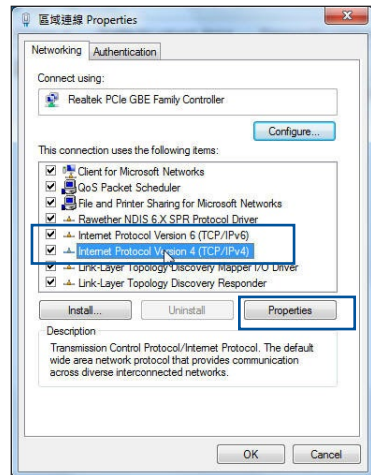 區域連線 Properties
Networking
Authentication
Connect using:
Realtek PCIe GBE Family Controller
Configure...
This connection uses the following items:
Client for Microsoft Networks
QoS Packet Scheduler
File and Printer Sharing for Microsoft Networks
Rawether NDIS 6.X SPR Protocol Driver
Internet Protocol Version 6 (TCP/IPv6)
Internet Protocol Version 4 (TCP/IPv4)
Link-Layer Topology Discovery Mapper I/O Driver
Link-Layer Topology Discovery Responder
Install...
Uninstall
Properties
Description
Transmission Control Protocol/Internet Protocol. The default
wide area network protocol that provides communication
across diverse interconnected networks.
OK
Cancel